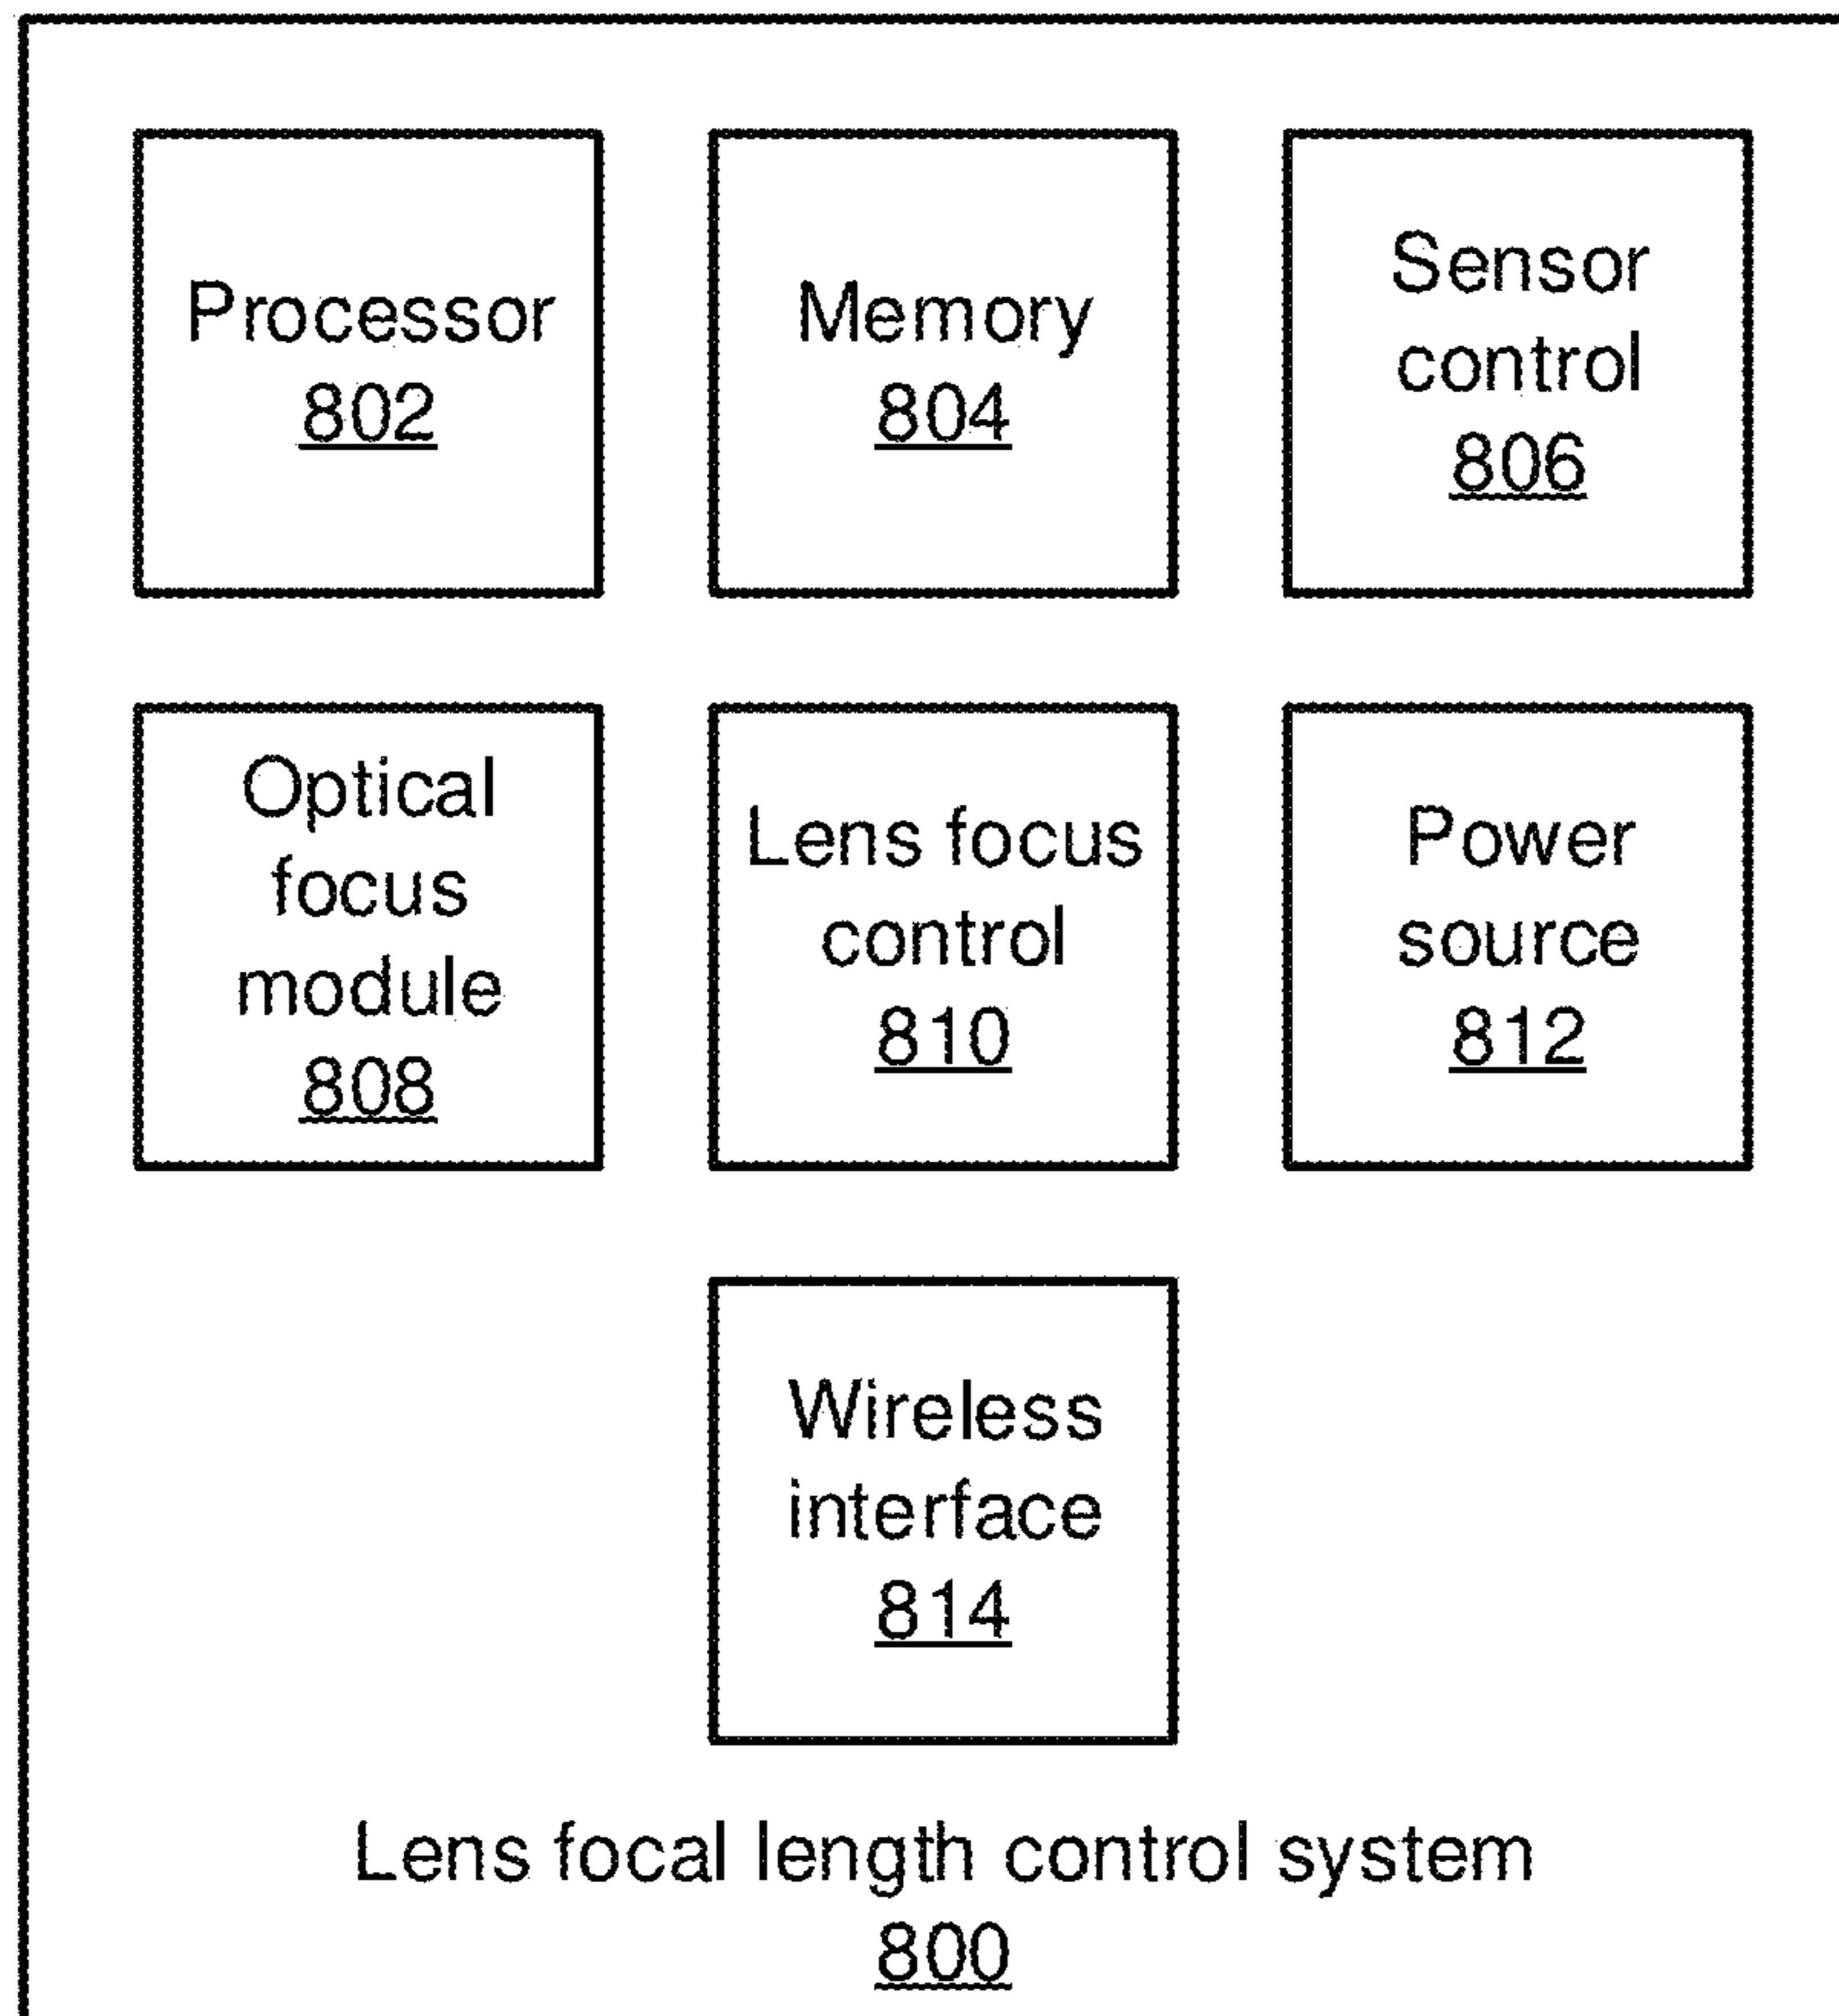 Processor
802
Memory
804
Sensor
control
806
Optical
focus
module
808
Lens focus
control
810
Power
source
812
Wireless
interface
814
Lens focal length control system
800